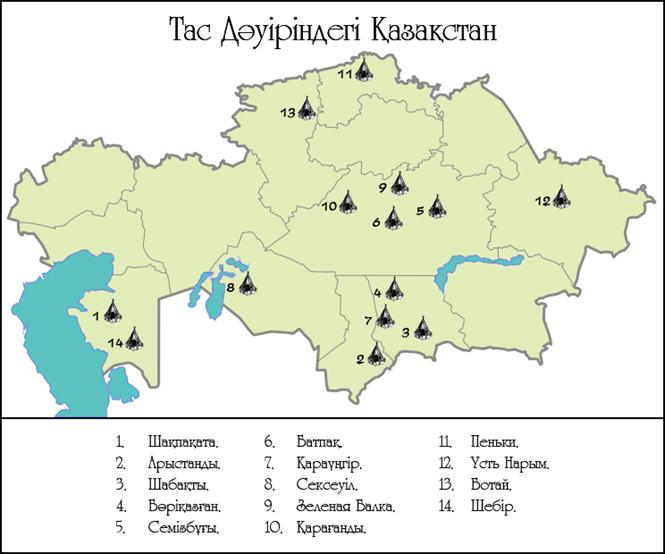 Тас Дәуіріндегі Қазақстан
11
13
9
12
10
5
6
8
4
1
7
3
14
2
1. Шақпақата.
2. Арыстанды.
3. Шабақты.
4. Бөріқазған.
5. Семізбұғы.
6. Батпақ.
7. Қараүңгір.
8. Сексеуіл.
9. Зеленая Балка.
10. Қарағанды.
11. Пеньки.
12. Усть Нарым.
13. Ботай.
14. Шебір.